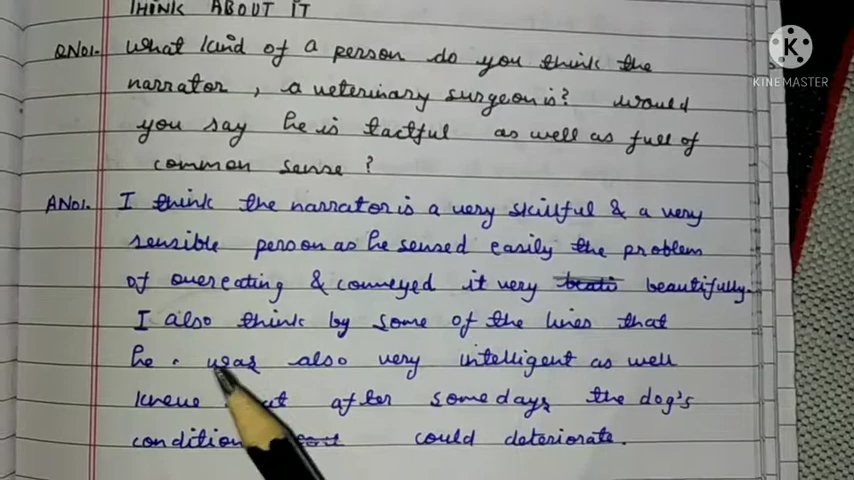 THINK ABOUT IT
QNO1. What kind of a person do you think the
narrator, a veterinary surgeon is? Would
you say he is tactful as well as full of
common sense?
ANO1. I think the narrator is a very skillful & a very
sensible person as he sensed easily the problem
of overeating & conveyed it very beautifully.
I also think by some of the lines that
he was also very intelligent as well
knew after some days the dog's
condition could deteriorate.
K
KINEMASTER